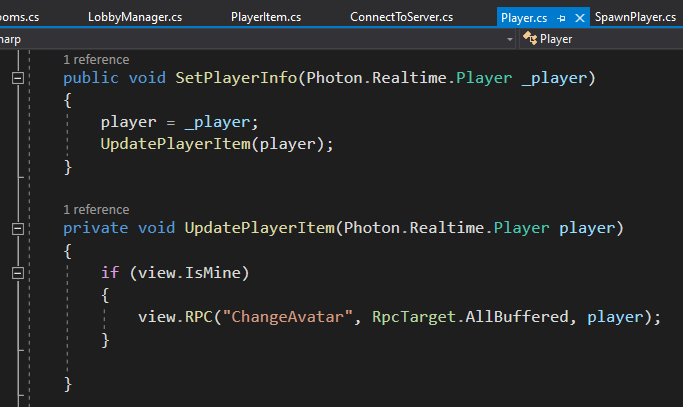 ooms.cs LobbyManager.cs PlayerItem.cs ConnectToServer.cs Player.cs SpawnPlayer.cs
harp Player
1 reference
public void SetPlayerInfo(Photon.Realtime.Player _player)
{
player = _player;
UpdatePlayerItem(player);
}
1 reference
private void UpdatePlayerItem(Photon.Realtime.Player player)
{
if (view.IsMine)
{
view.RPC("ChangeAvatar", RpcTarget.AllBuffered, player);
}
}